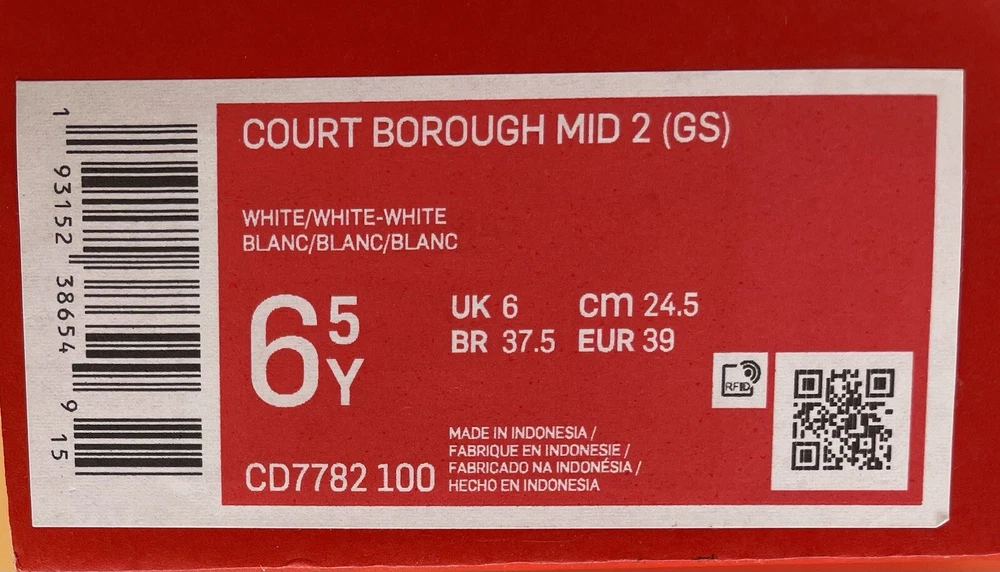 COURT BOROUGH MID 2 (GS)
WHITE/WHITE-WHITE
BLANC/BLANC/BLANC
6 5 Y
UK 6 cm 24.5
BR 37.5 EUR 39
RFID
CD7782 100
MADE IN INDONESIA /
FABRIQUE EN INDONESIE /
FABRICADO NA INDONÉSIA /
HECHO EN INDONESIA
1 93152 38654 9 15